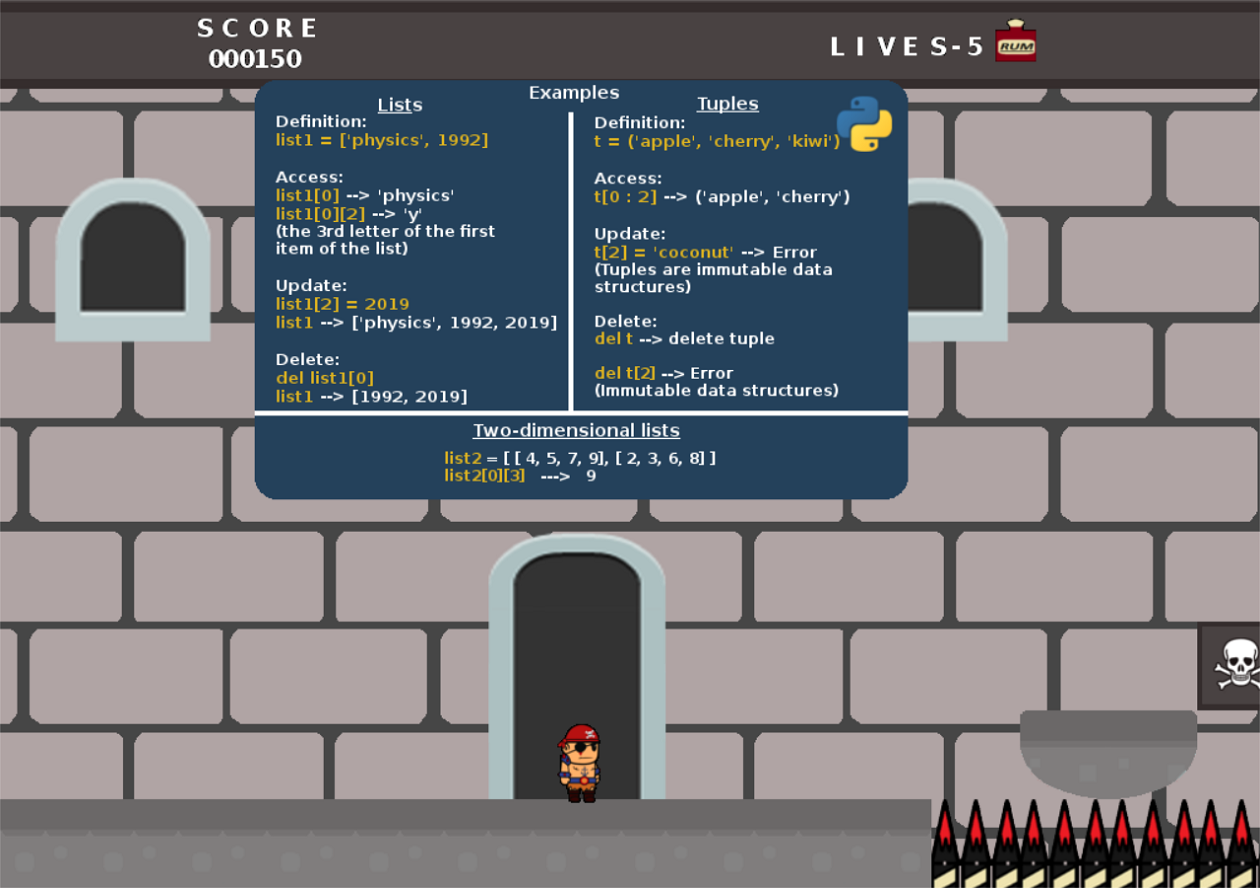 S C O R E
000150
L I V E S - 5
RUM
Examples
Lists
Definition:
list1 = ['physics', 1992]
Access:
list1[0] --> 'physics'
list1[0][2] --> 'y'
(the 3rd letter of the first
item of the list)
Update:
list1[2] = 2019
list1 --> ['physics', 1992, 2019]
Delete:
del list1[0]
list1 --> [1992, 2019]
Tuples
Definition:
t = ('apple', 'cherry', 'kiwi')
Access:
t[0 : 2] --> ('apple', 'cherry')
Update:
t[2] = 'coconut' --> Error
(Tuples are immutable data
structures)
Delete:
del t --> delete tuple
del t[2] --> Error
(Immutable data structures)
Two-dimensional lists
list2 = [ [ 4, 5, 7, 9], [ 2, 3, 6, 8] ]
list2[0][3] ---> 9